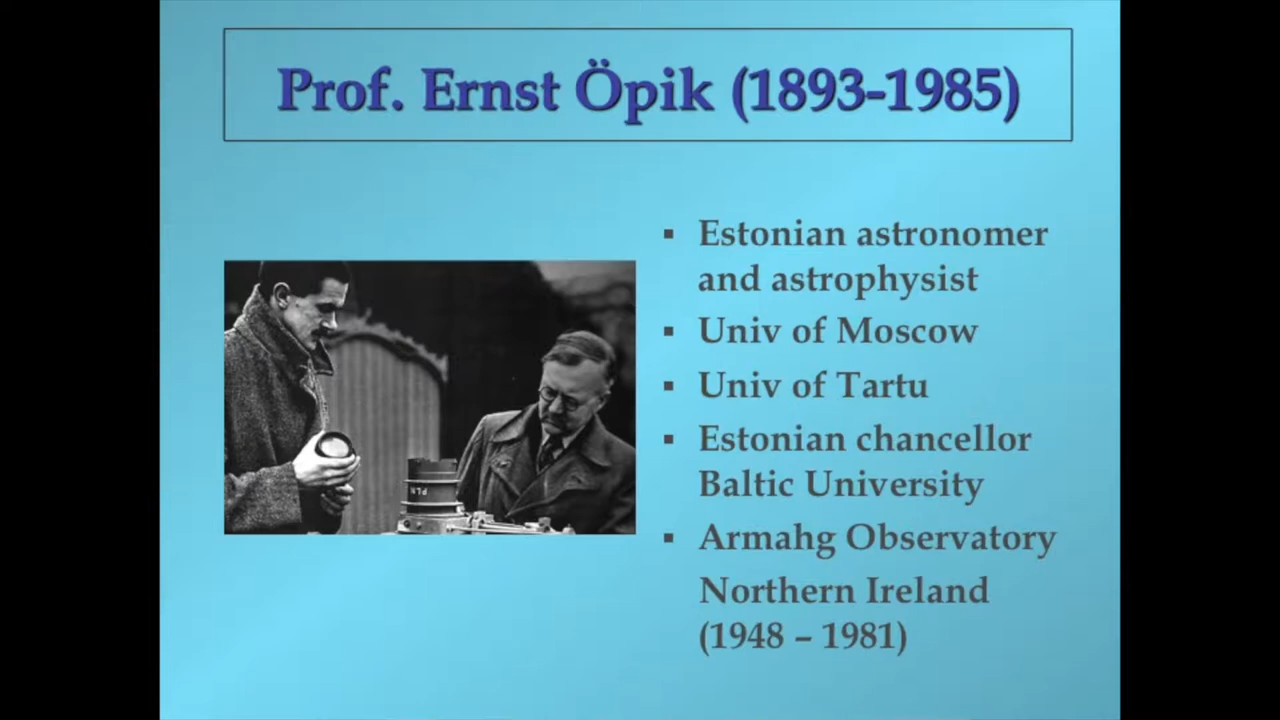 Prof. Ernst Öpik (1893-1985)
▪ Estonian astronomer
and astrophysist
▪ Univ of Moscow
▪ Univ of Tartu
▪ Estonian chancellor
Baltic University
▪ Armahg Observatory
Northern Ireland
(1948 – 1981)